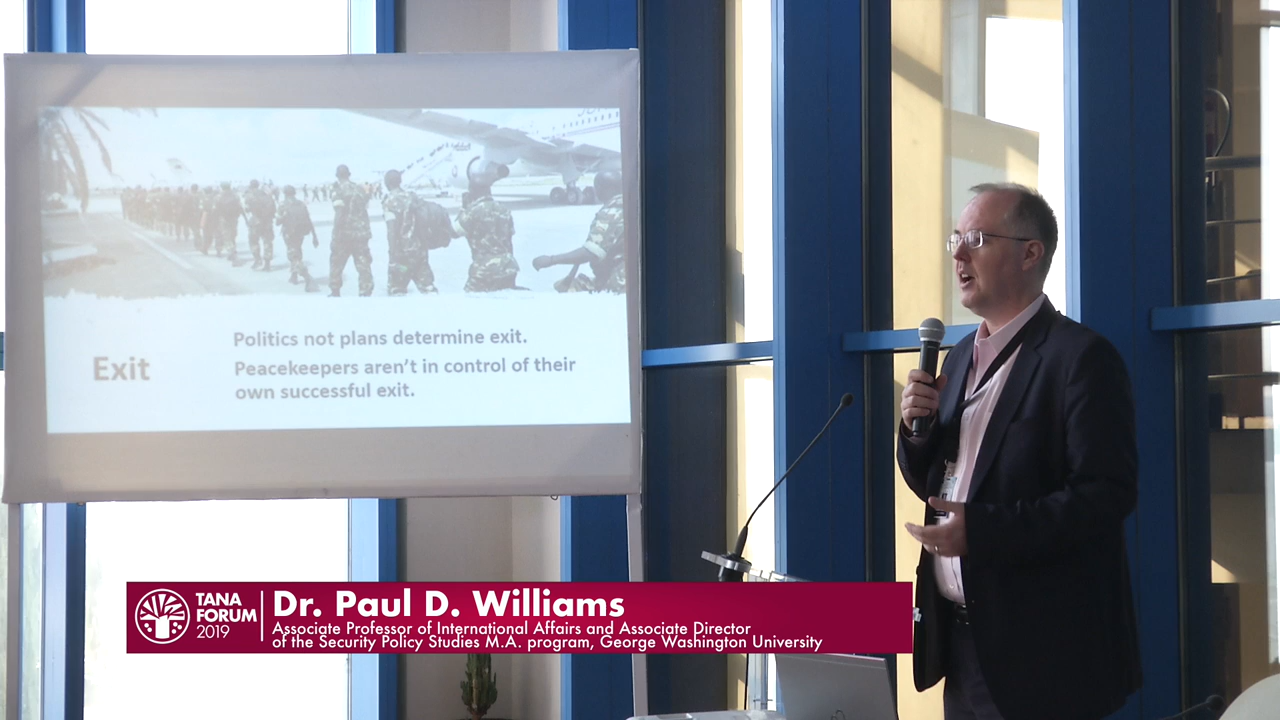 Exit
Politics not plans determine exit.
Peacekeepers aren't in control of their
own successful exit.
TANA
FORUM
2019
Dr. Paul D. Williams
Associate Professor of International Affairs and Associate Director
of the Security Policy Studies M.A. program, George Washington University